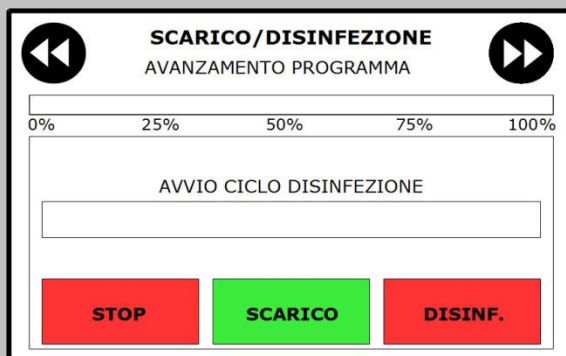 SCARICO/DISINFEZIONE
AVANZAMENTO PROGRAMMA
0% 25% 50% 75% 100%
AVVIO CICLO DISINFEZIONE
STOP SCARICO DISINF.